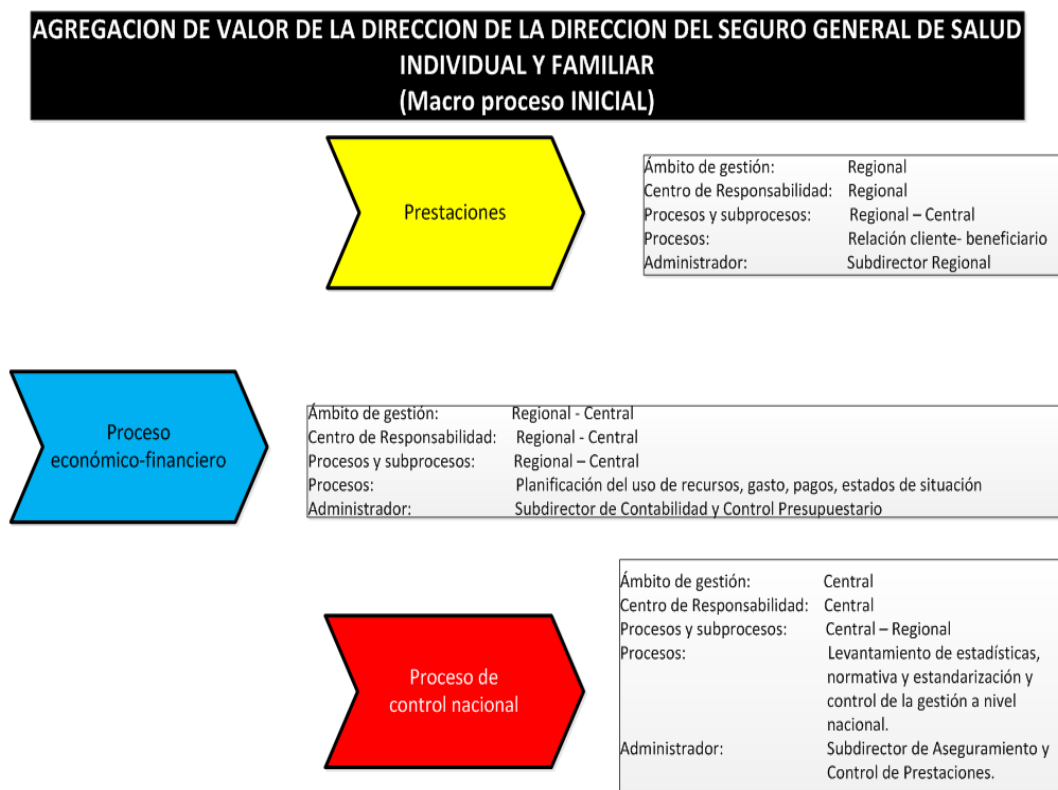 AGREGACION DE VALOR DE LA DIRECCION DE LA DIRECCION DEL SEGURO GENERAL DE SALUD
INDIVIDUAL Y FAMILIAR
(Macro proceso INICIAL)
Prestaciones
Ámbito de gestión: Regional
Centro de Responsabilidad: Regional
Procesos y subprocesos: Regional – Central
Procesos: Relación cliente- beneficiario
Administrador: Subdirector Regional
Proceso
económico-financiero
Ámbito de gestión: Regional - Central
Centro de Responsabilidad: Regional - Central
Procesos y subprocesos: Regional – Central
Procesos: Planificación del uso de recursos, gasto, pagos, estados de situación
Administrador: Subdirector de Contabilidad y Control Presupuestario
Proceso de
control nacional
Ámbito de gestión: Central
Centro de Responsabilidad: Central
Procesos y subprocesos: Central – Regional
Procesos: Levantamiento de estadísticas,
normativa y estandarización y
control de la gestión a nivel
nacional.
Administrador: Subdirector de Aseguramiento y
Control de Prestaciones.